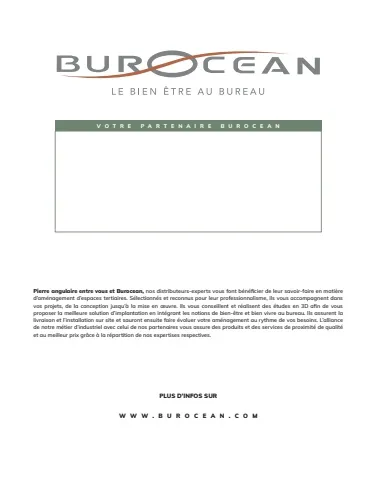 BUROCEAN
LE BIEN ÊTRE AU BUREAU
VOTRE PARTENAIRE BUROCEAN
Pierre angulaire entre vous et Burocean, nos distributeurs-experts vous font bénéficier de leur savoir-faire en matière
d'aménagement d'espaces tertiaires. Sélectionnés et reconnus pour leur professionnalisme, ils vous accompagnent dans
vos projets, de la conception jusqu'à la mise en œuvre. Ils vous conseillent et réalisent des études en 3D afin de vous
proposer la meilleure solution d'implantation en intégrant les notions de bien-être et bien vivre au bureau. Ils assurent la
livraison et l'installation sur site et sauront ensuite faire évoluer votre aménagement au rythme de vos besoins. L'alliance
de notre métier d'industriel avec celui de nos partenaires vous assure des produits et des services de proximité de qualité
et au meilleur prix grâce à la répartition de nos expertises respectives.
PLUS D'INFOS SUR
WWW.BUROCEAN.COM